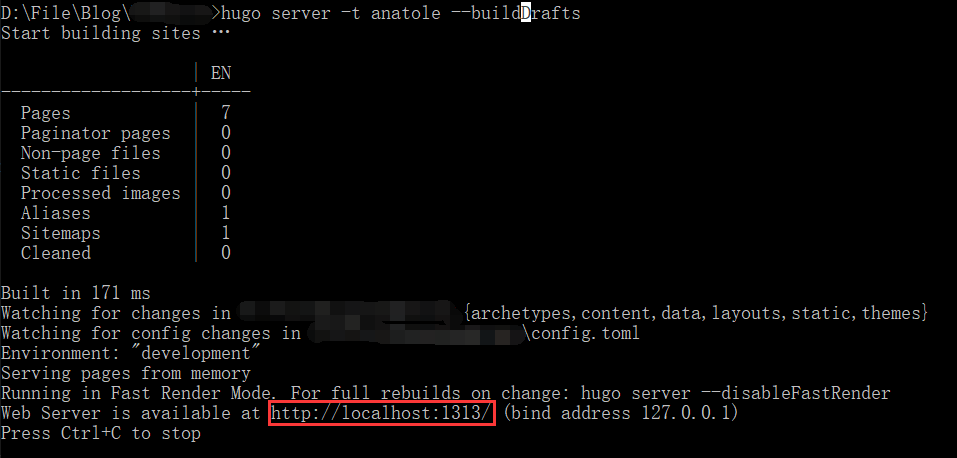 D:\File\Blog\ >hugo server -t anatole --buildDrafts
Start building sites …
| EN
-------------------+-----
Pages | 7
Paginator pages | 0
Non-page files | 0
Static files | 0
Processed images | 0
Aliases | 1
Sitemaps | 1
Cleaned | 0
Built in 171 ms
Watching for changes in {archetypes,content,data,layouts,static,themes}
Watching for config changes in \config.toml
Environment: "development"
Serving pages from memory
Running in Fast Render Mode. For full rebuilds on change: hugo server --disableFastRender
Web Server is available at http://localhost:1313/ (bind address 127.0.0.1)
Press Ctrl+C to stop